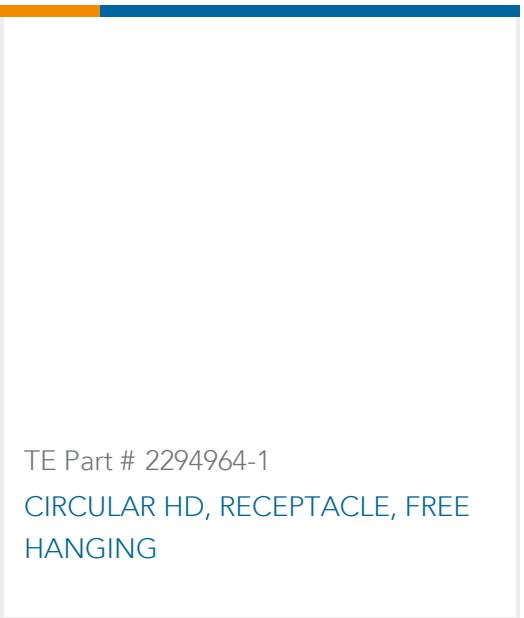 TE Part # 2294964-1
CIRCULAR HD, RECEPTACLE, FREE
HANGING